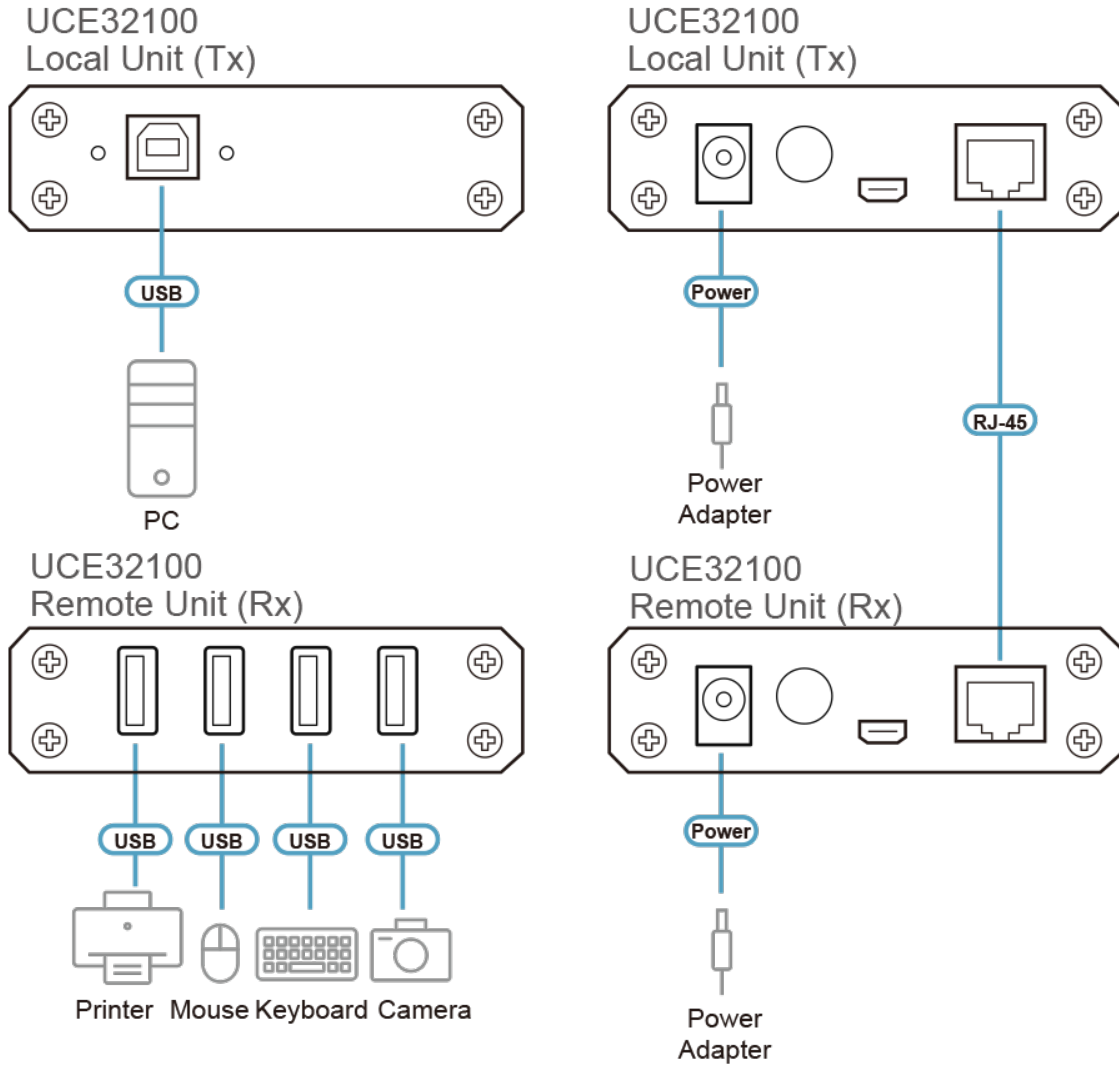 UCE32100
Local Unit (Tx)
USB
PC
UCE32100
Local Unit (Tx)
Power
RJ-45
Power
Adapter
UCE32100
Remote Unit (Rx)
USB
USB
USB
USB
Printer
Mouse
Keyboard
Camera
UCE32100
Remote Unit (Rx)
Power
Power
Adapter